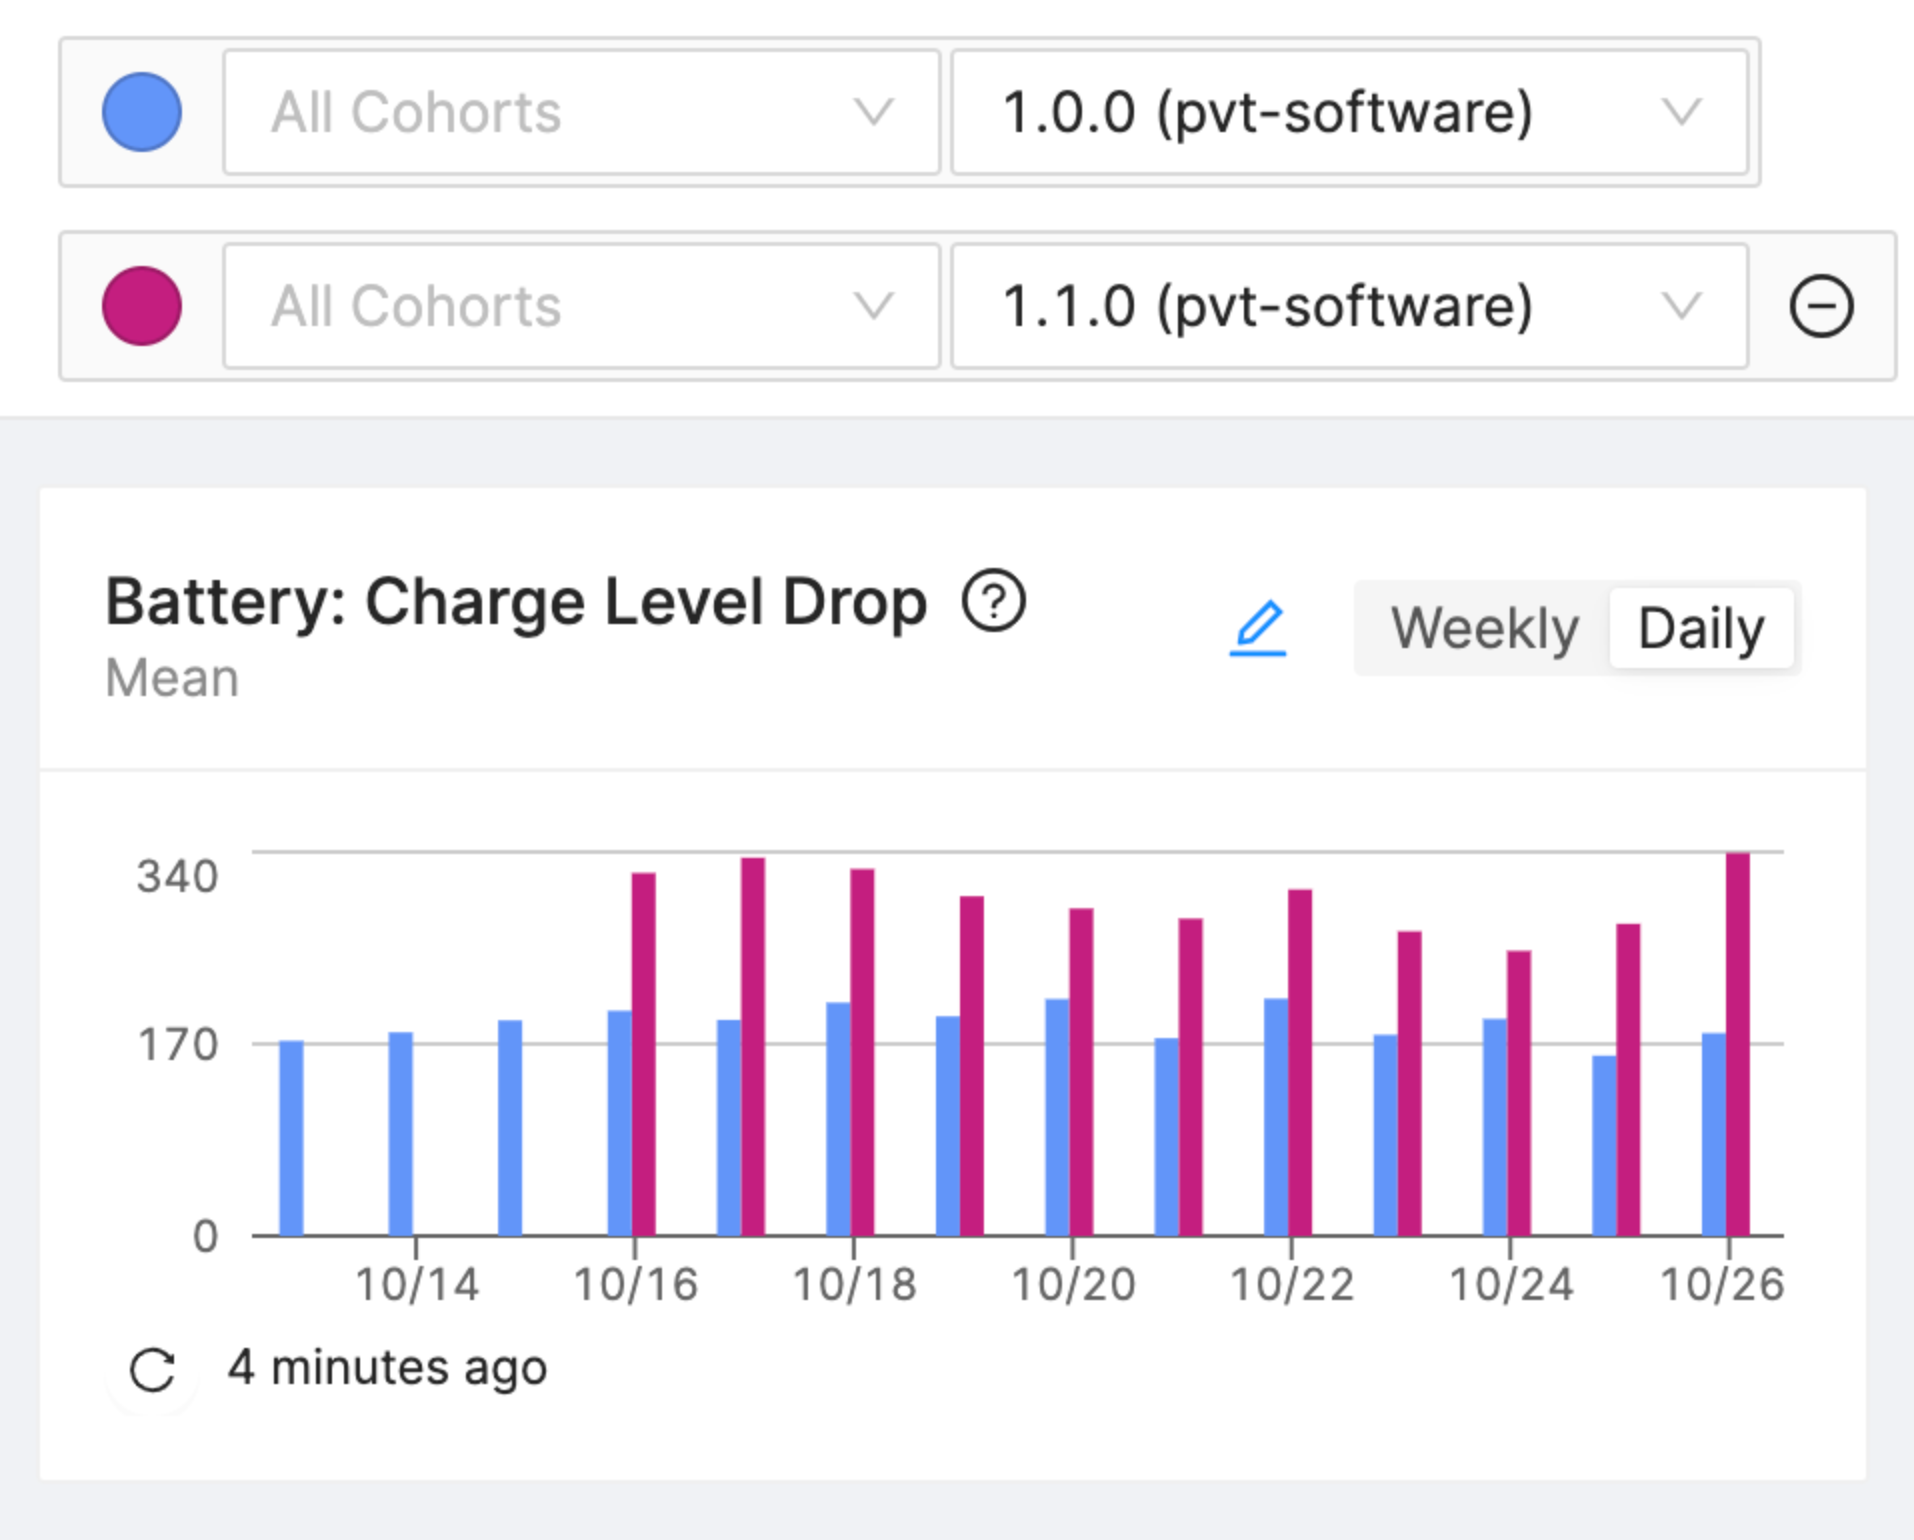 All Cohorts 1.0.0 (pvt-software)
All Cohorts 1.1.0 (pvt-software)
Battery: Charge Level Drop
Mean
Weekly Daily
340
170
0
10/14 10/16 10/18 10/20 10/22 10/24 10/26
4 minutes ago